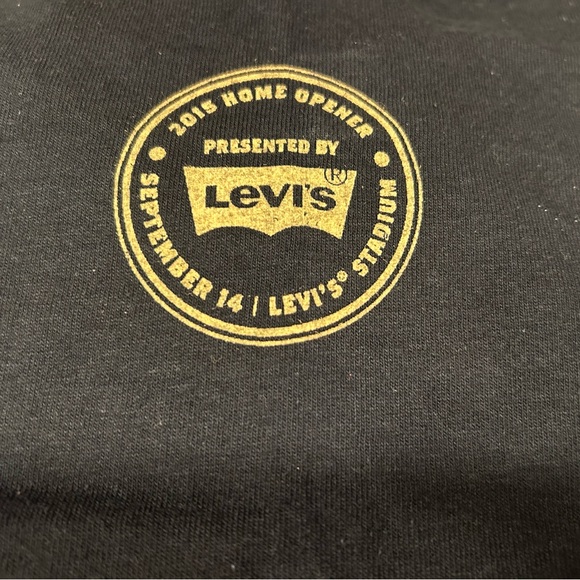 2015 HOME OPENER
PRESENTED BY
LEVI'S®
SEPTEMBER 14 | LEVI'S® STADIUM